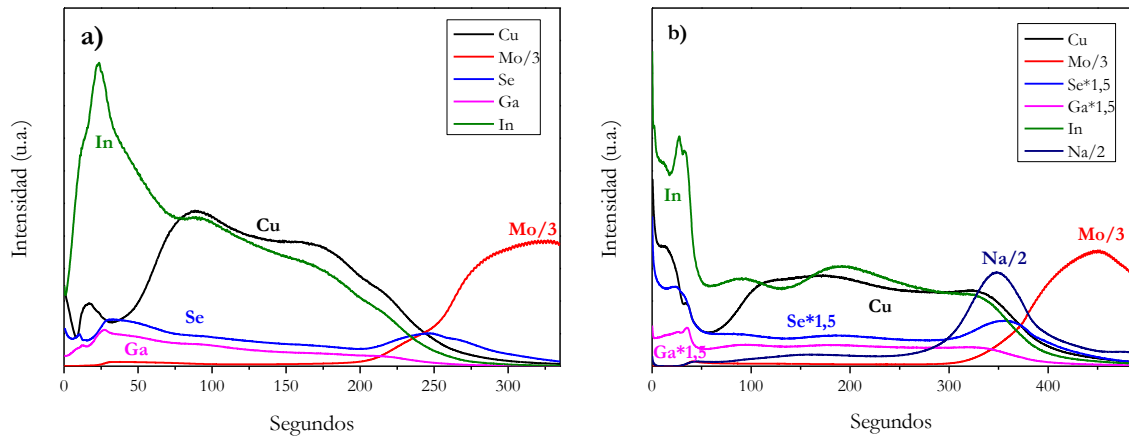 a)
Cu
Mo/3
Se
Ga
In
In
Cu
Mo/3
Se
Ga
Intensidad (u.a.)
0 50 100 150 200 250 300
Segundos
b)
Cu
Mo/3
Se*1,5
Ga*1,5
In
Na/2
In
Mo/3
Na/2
Cu
Se*1,5
Ga*1,5
Intensidad (u.a.)
0 100 200 300 400
Segundos